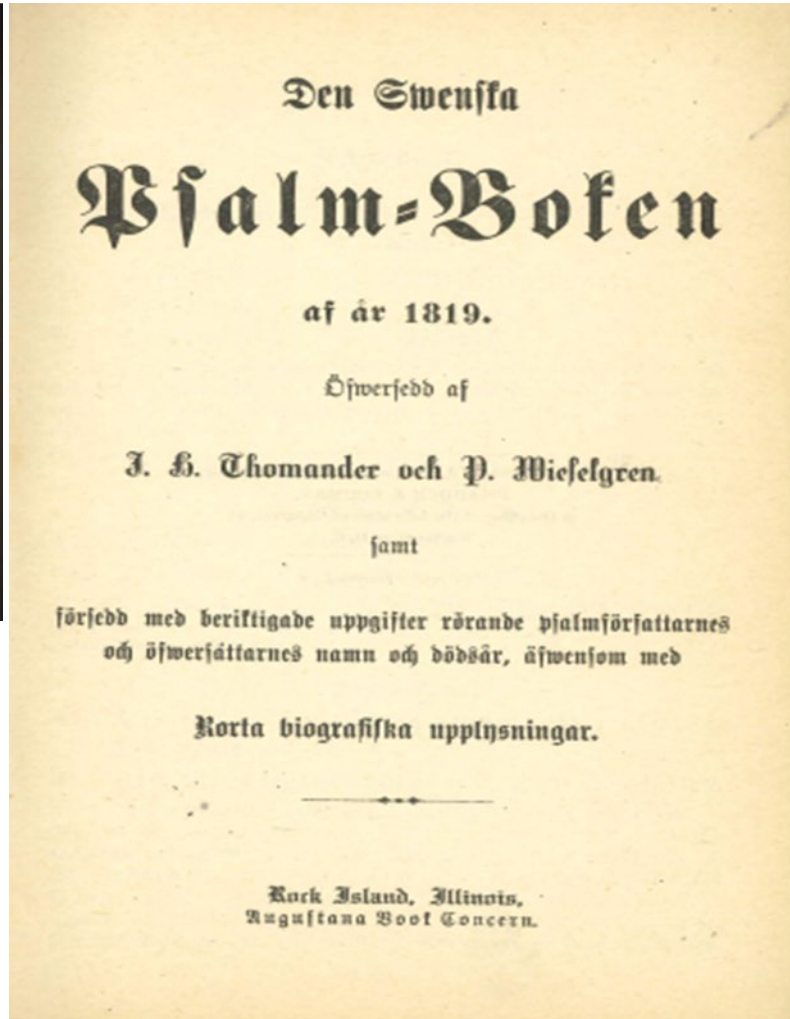 Den Swenska
Psalm-Boken
af år 1819.
Öfwersedd af
J. H. Thomander och P. Wieselgren.
samt
försedd med beriktigade uppgifter rörande psalmförfattarnes
och öfwersáttarnes namn och dödsår, äfwensom med
Korta biografiska upplysningar.
Rock Island, Illinois,
Augustana Book Concern.